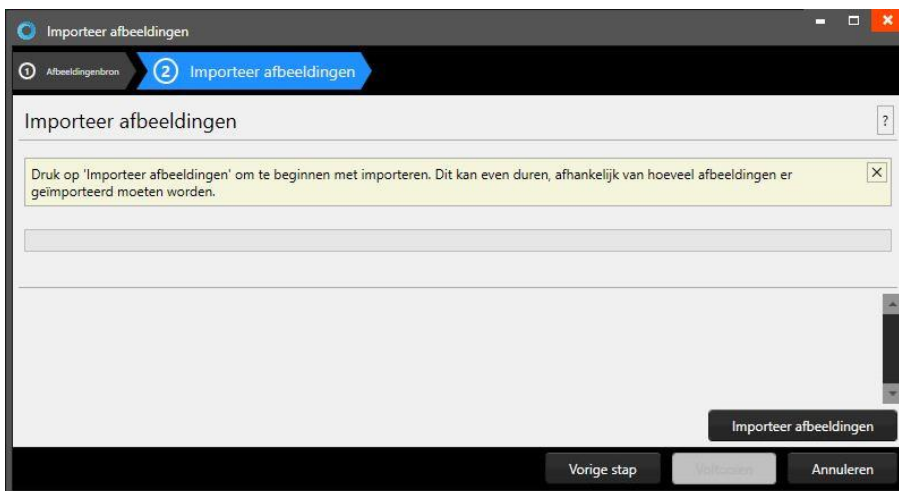 Importeer afbeeldingen
1 Afbeeldingenbron
2 Importeer afbeeldingen
Importeer afbeeldingen
?
Druk op 'Importeer afbeeldingen' om te beginnen met importeren. Dit kan even duren, afhankelijk van hoeveel afbeeldingen er
geïmporteerd moeten worden.
Importeer afbeeldingen
Vorige stap
Voltooien
Annuleren